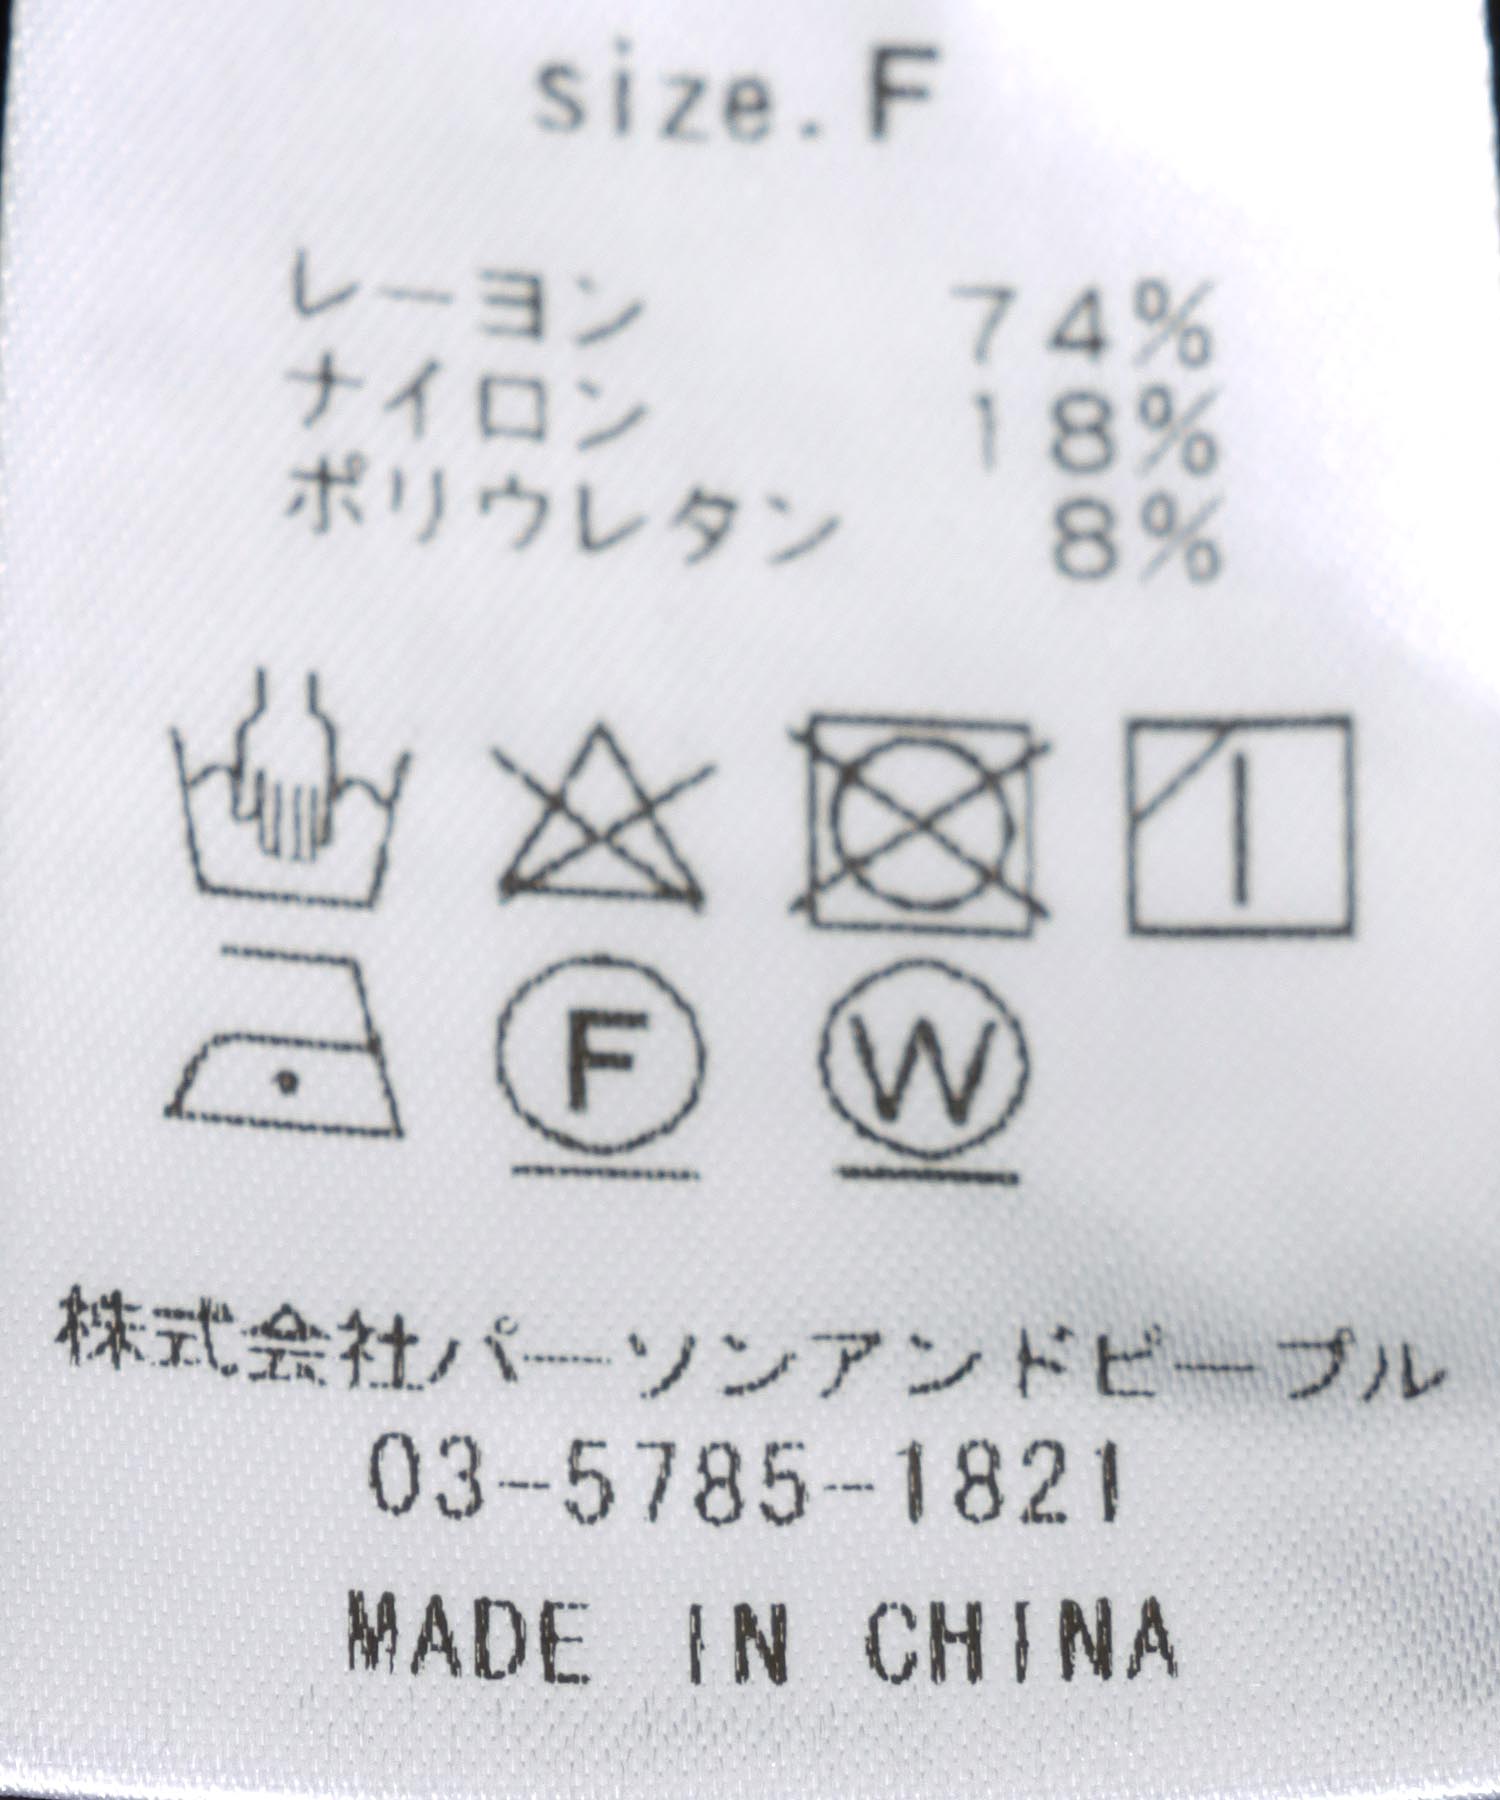 size.F
レーヨン 74%
ナイロン 18%
ポリウレタン 8%
F W
株式会社パーソンアンドピープル
03-5785-1821
MADE IN CHINA